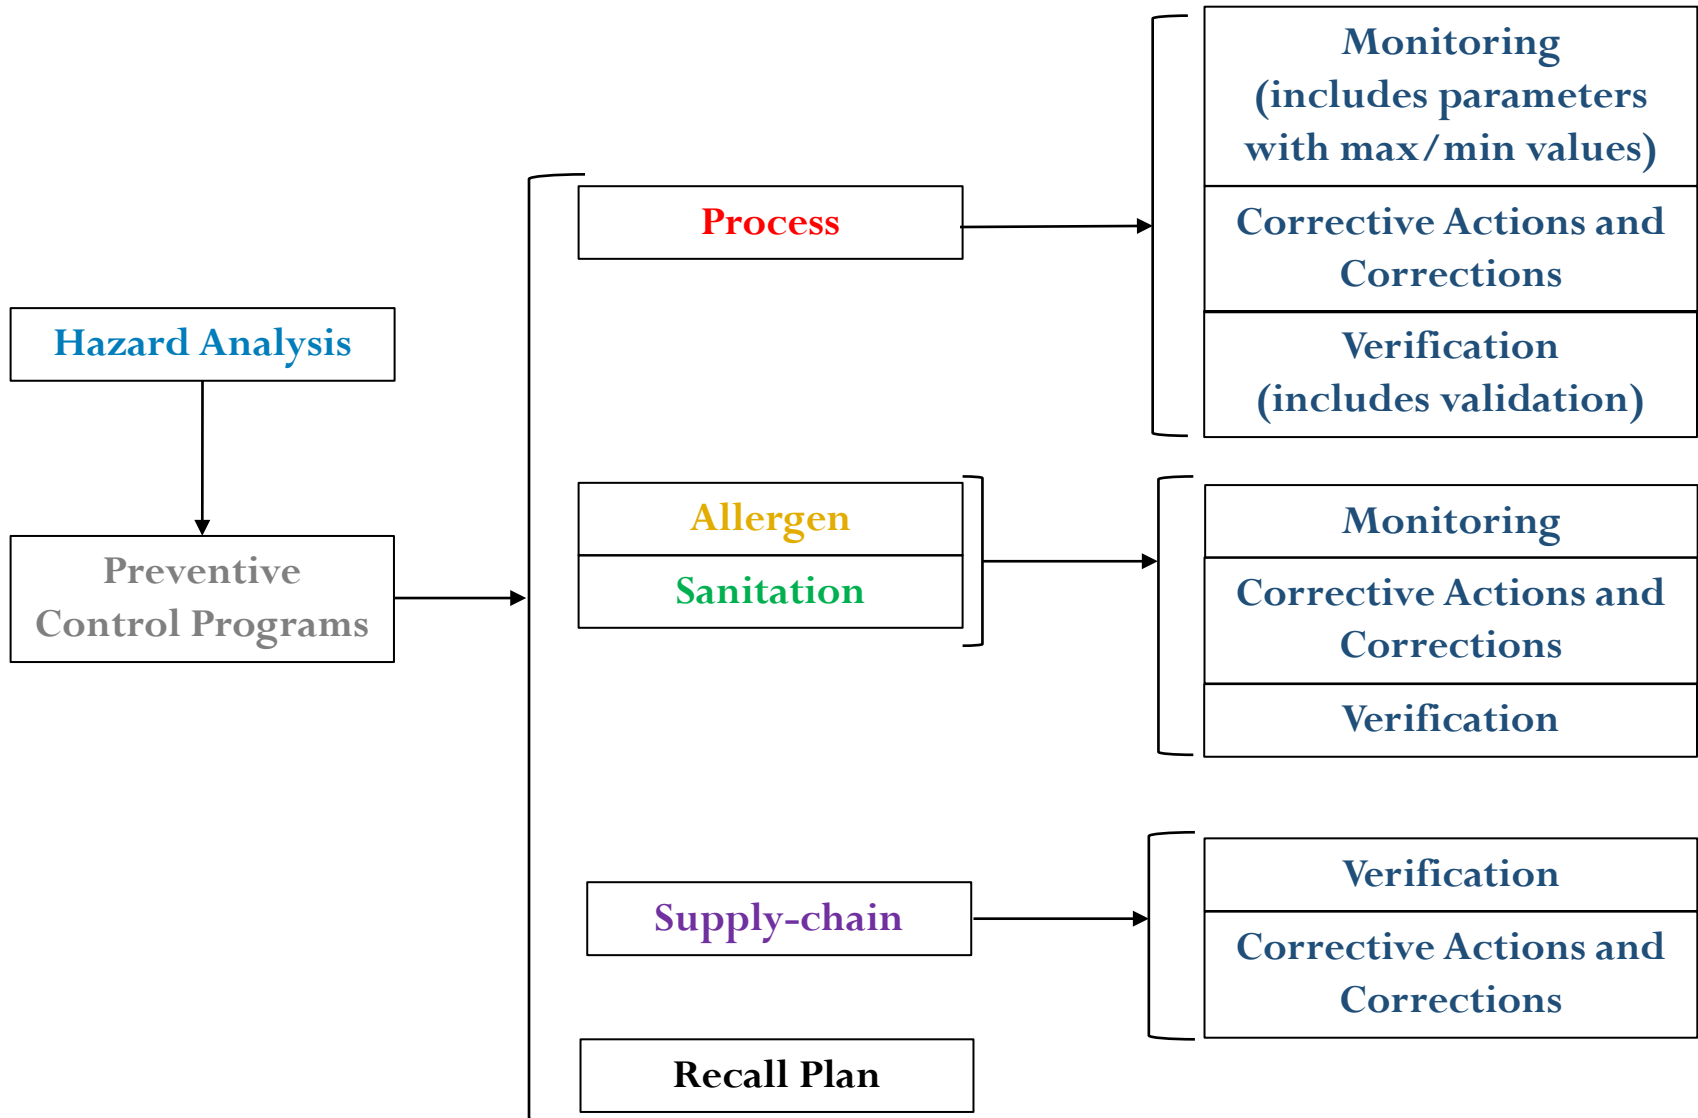 Hazard Analysis
Preventive
Control Programs
Process
Monitoring
(includes parameters
with max/min values)
Corrective Actions and
Corrections
Verification
(includes validation)
Allergen
Sanitation
Monitoring
Corrective Actions and
Corrections
Verification
Supply-chain
Verification
Corrective Actions and
Corrections
Recall Plan